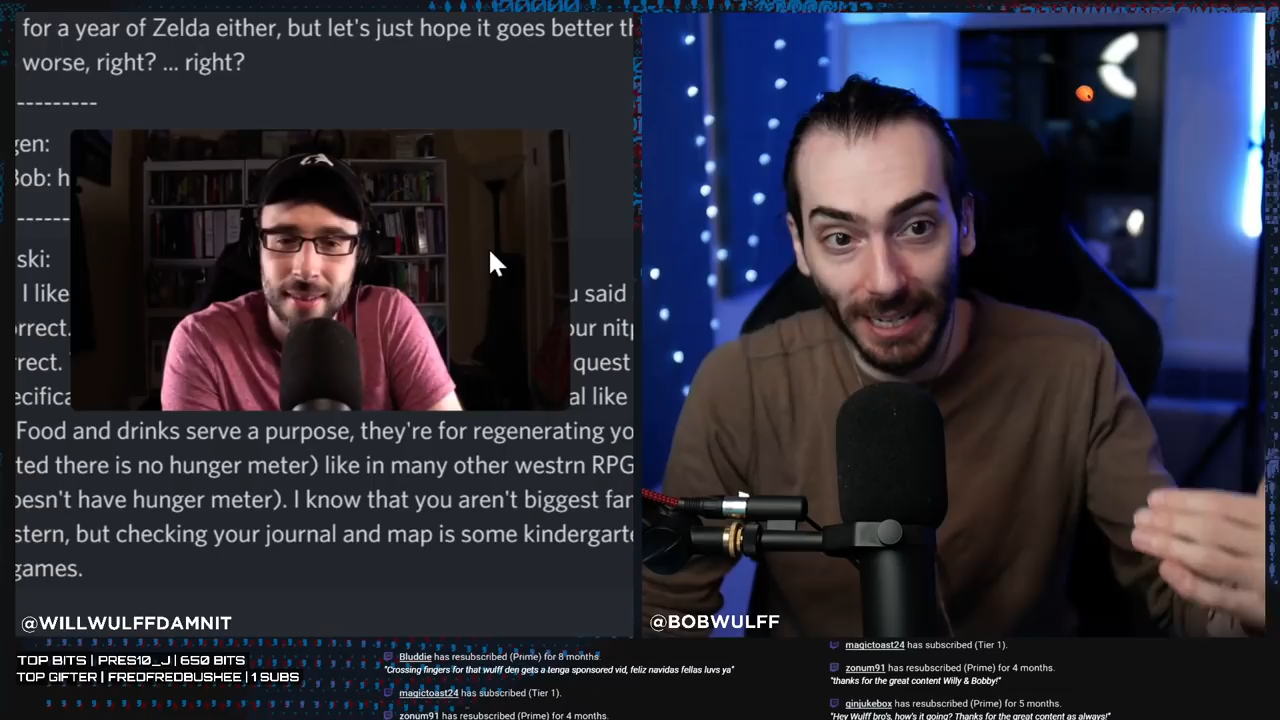 for a year of Zelda either, but let's just hope it goes better th
worse, right? ... right?
---------
gen:
Bob: h
ski:
I like
u said
orrect.
our nitp
rrect.
quest
ecifica
al like
Food and drinks serve a purpose, they're for regenerating yo
ted there is no hunger meter) like in many other westrn RPG
oesn't have hunger meter). I know that you aren't biggest fan
stern, but checking your journal and map is some kindergarte
games.
@WILLWULFFDAMNIT
@BOBWULFF
TOP BITS | PRES10_J | 650 BITS
TOP GIFTER | FREDFREDBUSHEE | 1 SUBS
Bluddie has resubscribed (Prime) for 8 months.
"Crossing fingers for that wulff den gets a tenga sponsored vid, feliz navidas fellas luvs ya"
magictoast24 has subscribed (Tier 1).
zonum91 has resubscribed (Prime) for 4 months.
magictoast24 has subscribed (Tier 1).
zonum91 has resubscribed (Prime) for 4 months.
"thanks for the great content Willy & Bobby!"
ginjukebox has resubscribed (Prime) for 5 months.
"Hey Wulff bro's, how's it going? Thanks for the great content as always!"